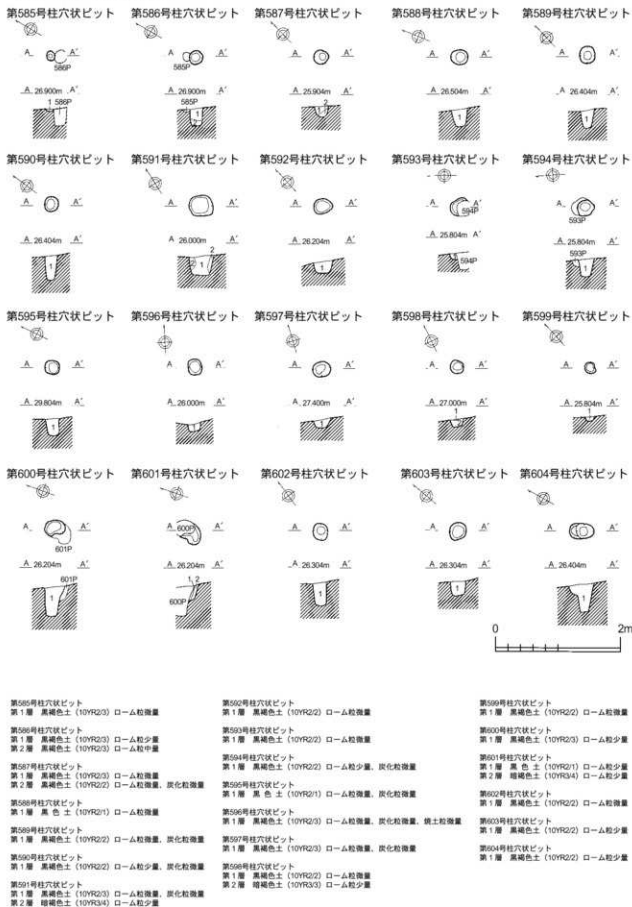 第585号柱穴状ピット 第586号柱穴状ピット 第587号柱穴状ピット 第588号柱穴状ピット 第589号柱穴状ピット
A 586P A′ A 585P A′ A A′ A A′ A A′
A 26.900m A′ A 26.900m A′ A 25.904m A′ A 26.504m A′ A 26.404m A′
1 586P 585P 1 2 1 2 1 1
第590号柱穴状ピット 第591号柱穴状ピット 第592号柱穴状ピット 第593号柱穴状ピット 第594号柱穴状ピット
A A′ A A′ A A′ A 594P A′ A 593P A′
A 26.404m A′ A 26.000m A′ A 26.204m A′ A 25.804m A′ A 25.804m A′
1 2 1 2 1 594P 593P 1
第595号柱穴状ピット 第596号柱穴状ピット 第597号柱穴状ピット 第598号柱穴状ピット 第599号柱穴状ピット
A A′ A A′ A A′ A A′ A A′
A 29.804m A′ A 26.000m A′ A 27.400m A′ A 27.000m A′ A 25.804m A′
1 1 1 1 2 1
第600号柱穴状ピット 第601号柱穴状ピット 第602号柱穴状ピット 第603号柱穴状ピット 第604号柱穴状ピット
A 601P A′ A 600P A′ A A′ A A′ A A′
A 26.204m A′ A 26.204m A′ A 26.304m A′ A 26.304m A′ A 26.404m A′
1 601P 600P 1 2 1 1 1
0 2m
第585号柱穴状ピット
第1層 黒褐色土(10YR2/3)ローム粒微量
第586号柱穴状ピット
第1層 黒褐色土(10YR2/3)ローム粒少量
第2層 黒褐色土(10YR2/3)ローム粒中量
第587号柱穴状ピット
第1層 黒褐色土(10YR2/3)ローム粒微量
第2層 黒褐色土(10YR2/2)ローム粒微量、炭化粒微量
第588号柱穴状ピット
第1層 黒色土(10YR2/1)ローム粒微量
第589号柱穴状ピット
第1層 黒褐色土(10YR2/2)ローム粒微量、炭化粒微量
第590号柱穴状ピット
第1層 黒褐色土(10YR2/2)ローム粒少量、炭化粒微量
第591号柱穴状ピット
第1層 黒褐色土(10YR2/3)ローム粒微量、炭化粒微量
第2層 暗褐色土(10YR3/4)ローム粒少量
第592号柱穴状ピット
第1層 黒褐色土(10YR2/2)ローム粒微量
第593号柱穴状ピット
第1層 黒褐色土(10YR2/2)ローム粒微量
第594号柱穴状ピット
第1層 黒褐色土(10YR2/2)ローム粒少量、炭化粒微量
第595号柱穴状ピット
第1層 黒色土(10YR2/1)ローム粒微量、炭化粒微量
第596号柱穴状ピット
第1層 黒褐色土(10YR2/3)ローム粒微量、炭化粒微量、焼土粒微量
第597号柱穴状ピット
第1層 黒褐色土(10YR2/3)ローム粒微量、炭化粒微量
第598号柱穴状ピット
第1層 黒褐色土(10YR2/2)ローム粒微量
第2層 暗褐色土(10YR3/3)ローム粒少量
第599号柱穴状ピット
第1層 黒褐色土(10YR2/2)ローム粒微量
第600号柱穴状ピット
第1層 黒褐色土(10YR2/3)ローム粒少量
第601号柱穴状ピット
第1層 黒色土(10YR2/1)ローム粒少量
第2層 暗褐色土(10YR3/4)ローム粒少量
第602号柱穴状ピット
第1層 黒褐色土(10YR2/2)ローム粒微量
第603号柱穴状ピット
第1層 黒褐色土(10YR2/2)ローム粒少量
第604号柱穴状ピット
第1層 黒褐色土(10YR2/2)ローム粒少量